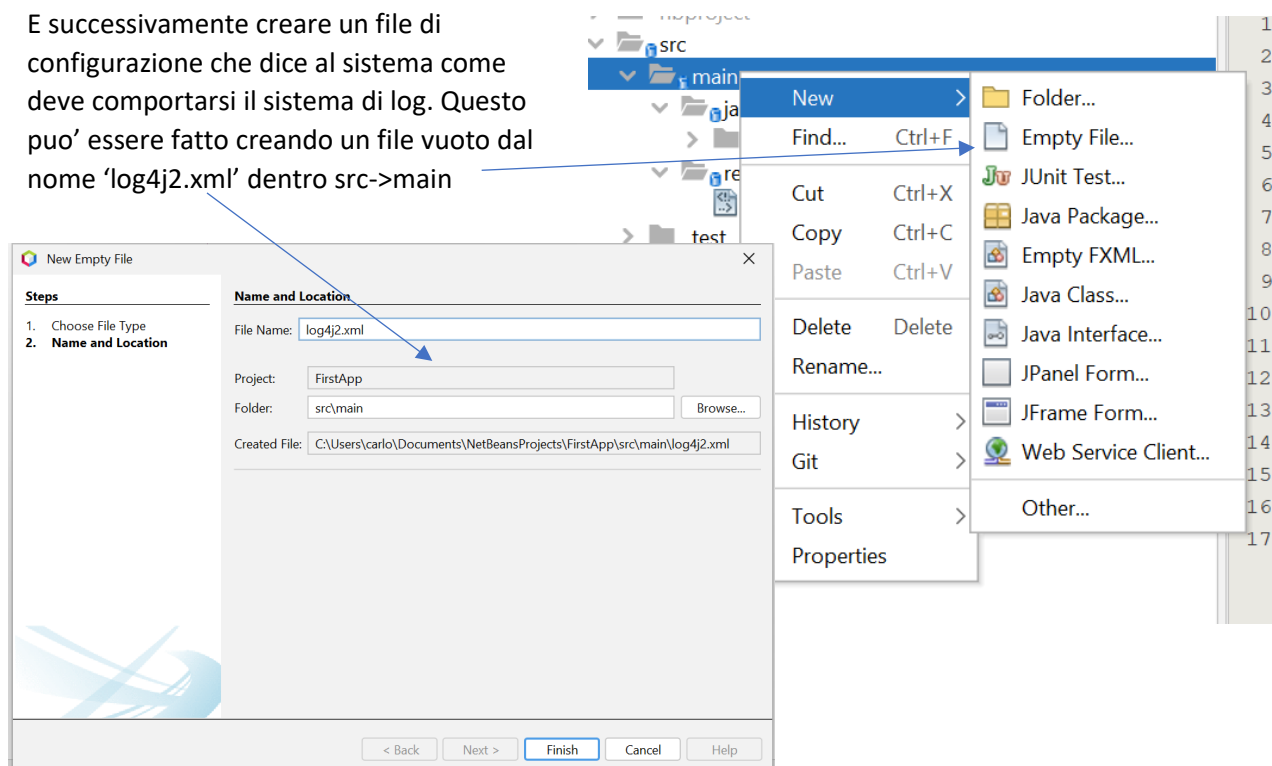 E successivamente creare un file di
configurazione che dice al sistema come
deve comportarsi il sistema di log. Questo
puo’ essere fatto creando un file vuoto dal
nome ‘log4j2.xml’ dentro src->main
src
main
ja
re
test
New
Find... Ctrl+F
Cut Ctrl+X
Copy Ctrl+C
Paste Ctrl+V
Delete Delete
Rename...
History
Git
Tools
Properties
Folder...
Empty File...
JUnit Test...
Java Package...
Empty FXML...
Java Class...
Java Interface...
JPanel Form...
JFrame Form...
Web Service Client...
Other...
1
2
3
4
5
6
7
8
9
10
11
12
13
14
15
16
17
New Empty File
Steps
1. Choose File Type
2. Name and Location
Name and Location
File Name: log4j2.xml
Project: FirstApp
Folder: src\main Browse...
Created File: C:\Users\carlo\Documents\NetBeansProjects\FirstApp\src\main\log4j2.xml
< Back Next > Finish Cancel Help